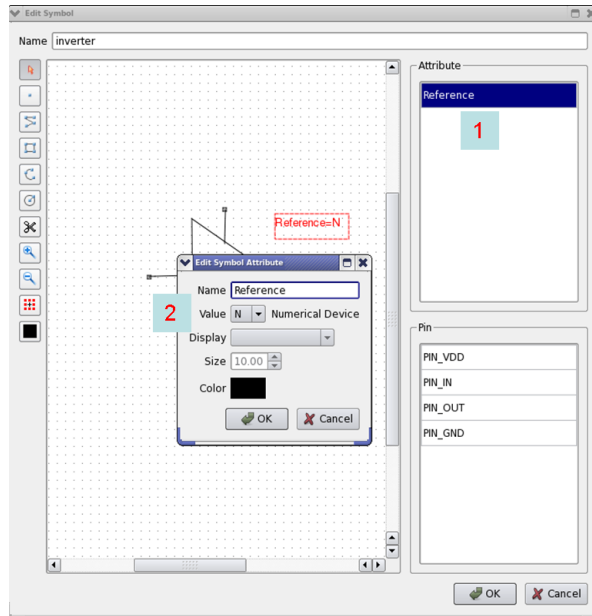 Edit Symbol
Name inverter
Attribute
Reference
1
Reference=N
Edit Symbol Attribute
Name Reference
2
Value N Numerical Device
Display
Size 10.00
Color
OK Cancel
Pin
PIN_VDD
PIN_IN
PIN_OUT
PIN_GND
OK Cancel